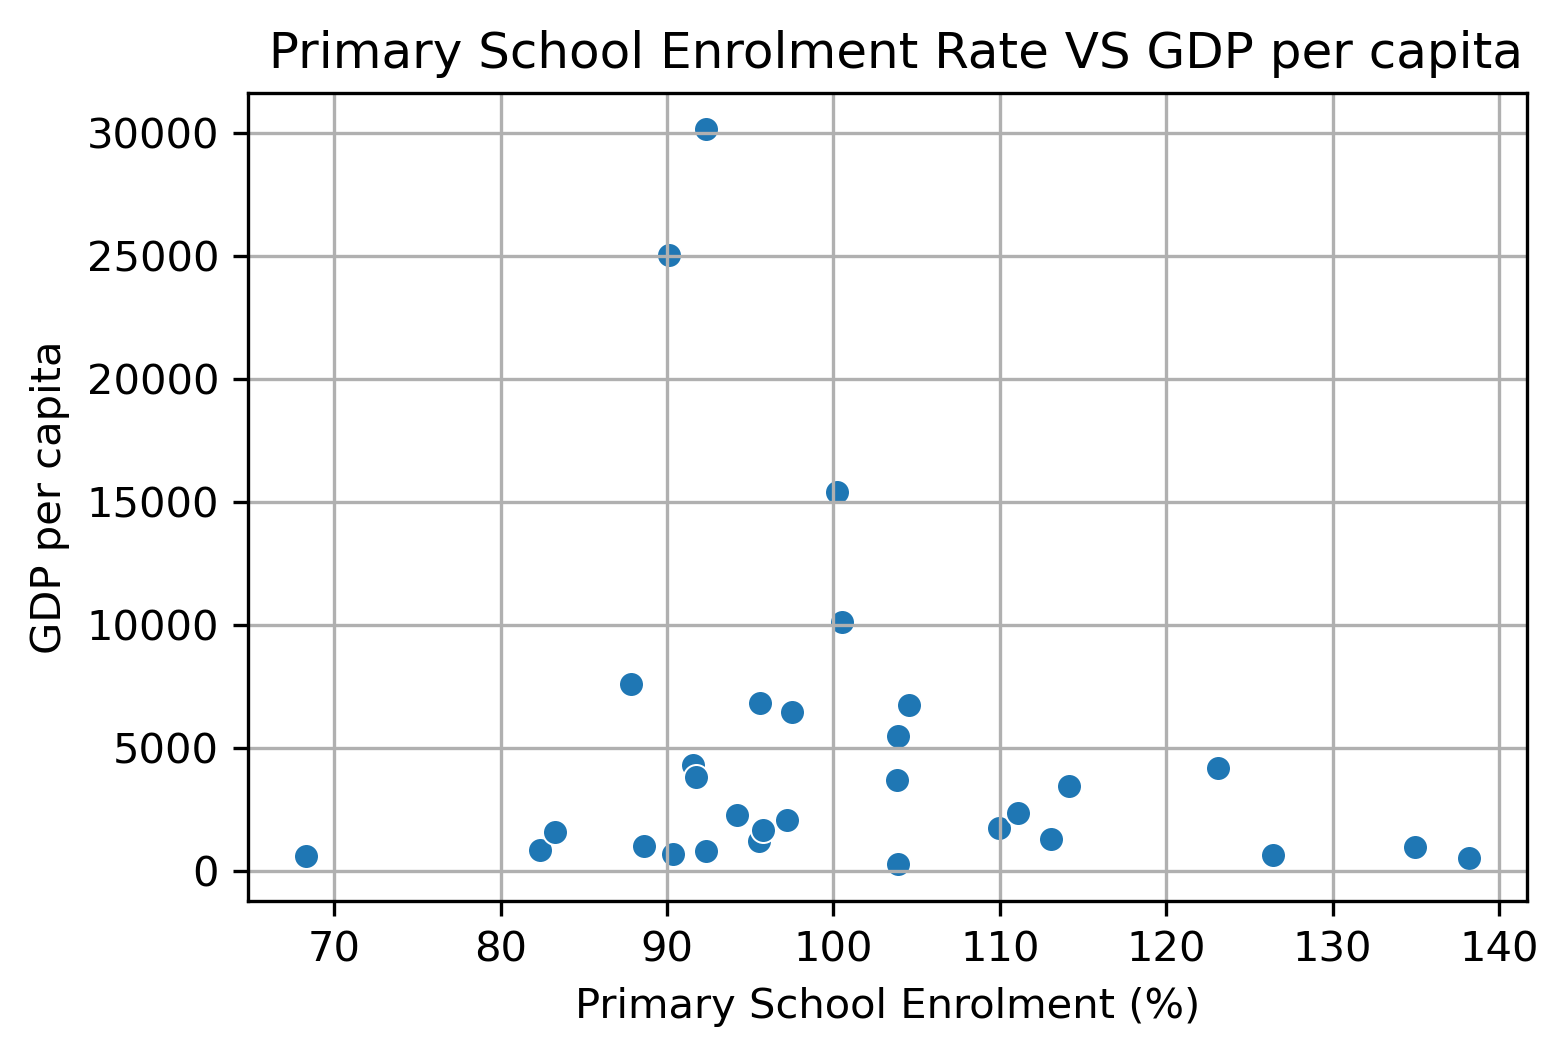 Primary School Enrolment Rate VS GDP per capita
GDP per capita
30000
25000
20000
15000
10000
5000
0
70 80 90 100 110 120 130 140
Primary School Enrolment (%)